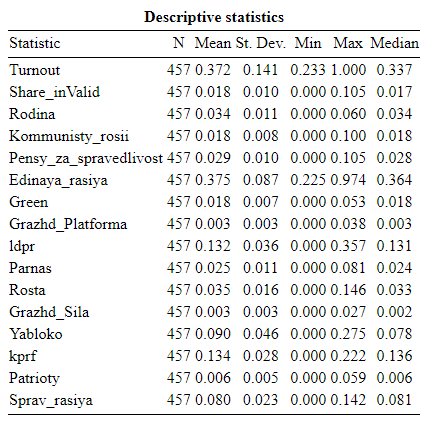 Descriptive statistics
Statistic N Mean St. Dev. Min Max Median
Turnout 457 0.372 0.141 0.233 1.000 0.337
Share_inValid 457 0.018 0.010 0.000 0.105 0.017
Rodina 457 0.034 0.011 0.000 0.060 0.034
Kommunisty_rosii 457 0.018 0.008 0.000 0.100 0.018
Pensy_za_spravedlivost 457 0.029 0.010 0.000 0.105 0.028
Edinaya_rasiya 457 0.375 0.087 0.225 0.974 0.364
Green 457 0.018 0.007 0.000 0.053 0.018
Grazhd_Platforma 457 0.003 0.003 0.000 0.038 0.003
ldpr 457 0.132 0.036 0.000 0.357 0.131
Parnas 457 0.025 0.011 0.000 0.081 0.024
Rosta 457 0.035 0.016 0.000 0.146 0.033
Grazhd_Sila 457 0.003 0.003 0.000 0.027 0.002
Yabloko 457 0.090 0.046 0.000 0.275 0.078
kprf 457 0.134 0.028 0.000 0.222 0.136
Patrioty 457 0.006 0.005 0.000 0.059 0.006
Sprav_rasiya 457 0.080 0.023 0.000 0.142 0.081